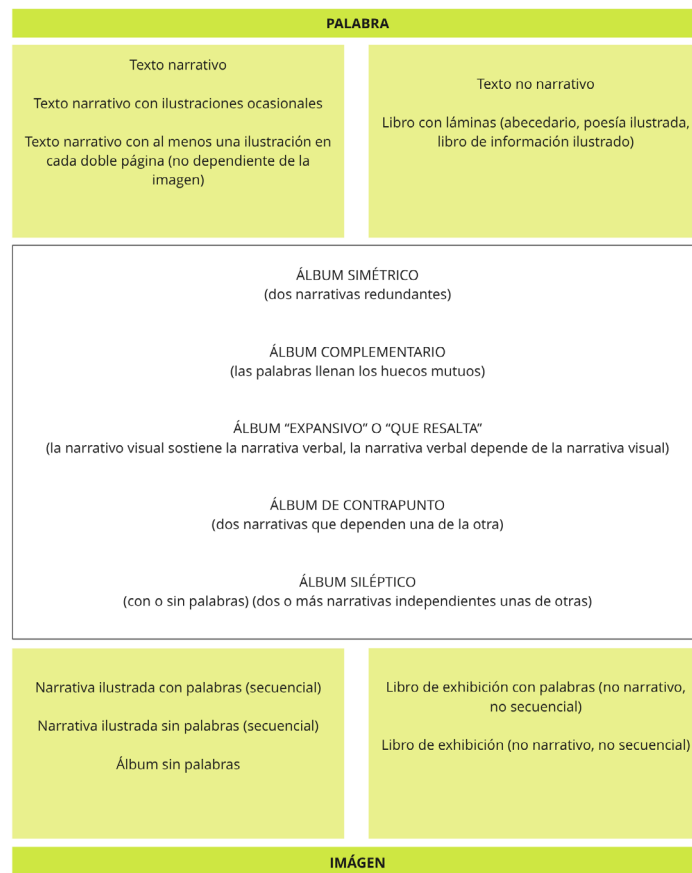 PALABRA
Texto narrativo
Texto narrativo con ilustraciones ocasionales
Texto narrativo con al menos una ilustración en
cada doble página (no dependiente de la
imagen)
Texto no narrativo
Libro con láminas (abecedario, poesía ilustrada,
libro de información ilustrado)
ÁLBUM SIMÉTRICO
(dos narrativas redundantes)
ÁLBUM COMPLEMENTARIO
(las palabras llenan los huecos mutuos)
ÁLBUM “EXPANSIVO” O “QUE RESALTA”
(la narrativo visual sostiene la narrativa verbal, la narrativa verbal depende de la narrativa visual)
ÁLBUM DE CONTRAPUNTO
(dos narrativas que dependen una de la otra)
ÁLBUM SILÉPTICO
(con o sin palabras) (dos o más narrativas independientes unas de otras)
Narrativa ilustrada con palabras (secuencial)
Narrativa ilustrada sin palabras (secuencial)
Álbum sin palabras
Libro de exhibición con palabras (no narrativo,
no secuencial)
Libro de exhibición (no narrativo, no secuencial)
IMÁGEN